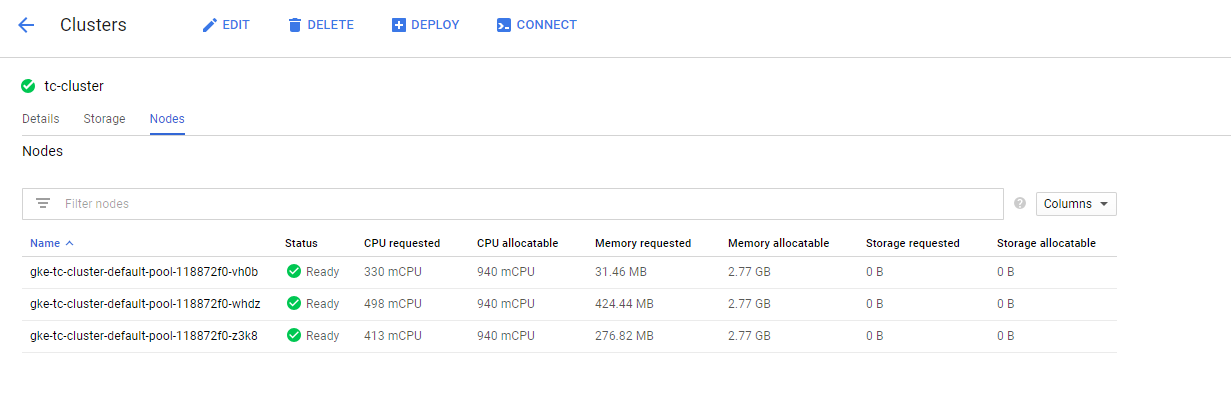 Clusters EDIT DELETE DEPLOY CONNECT
tc-cluster
Details Storage Nodes
Nodes
Filter nodes ? Columns
Name Status CPU requested CPU allocatable Memory requested Memory allocatable Storage requested Storage allocatable
gke-tc-cluster-default-pool-118872f0-vh0b Ready 330 mCPU 940 mCPU 31.46 MB 2.77 GB 0 B 0 B
gke-tc-cluster-default-pool-118872f0-whdz Ready 498 mCPU 940 mCPU 424.44 MB 2.77 GB 0 B 0 B
gke-tc-cluster-default-pool-118872f0-z3k8 Ready 413 mCPU 940 mCPU 276.82 MB 2.77 GB 0 B 0 B